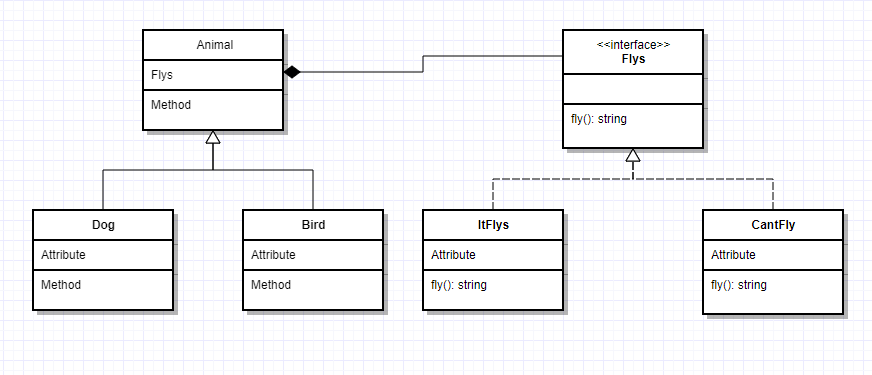 Animal
Flys
Method
<<interface>>
Flys
fly(): string
Dog
Attribute
Method
Bird
Attribute
Method
ItFlys
Attribute
fly(): string
CantFly
Attribute
fly(): string